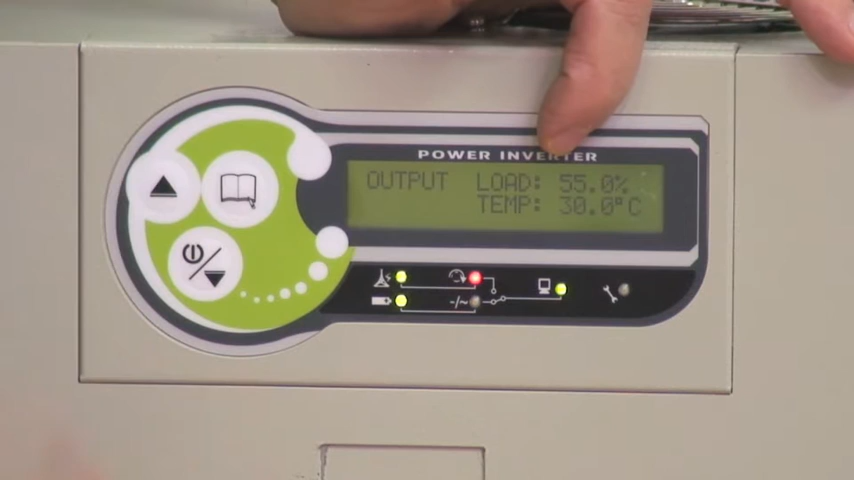 POWER INVERTER
OUTPUT LOAD: 55.0%
TEMP: 30.0°C
-/~